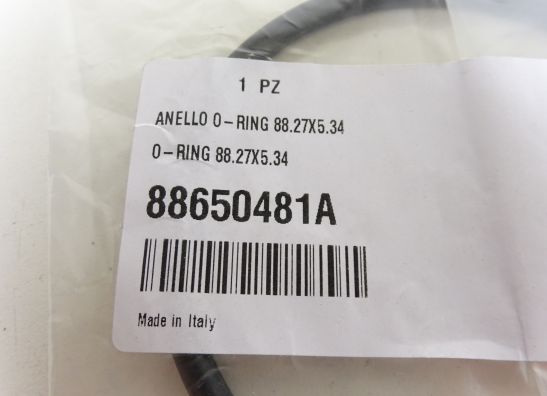 1 PZ
ANELLO O-RING 88.27X5.34
O-RING 88.27X5.34
88650481A
Made in Italy